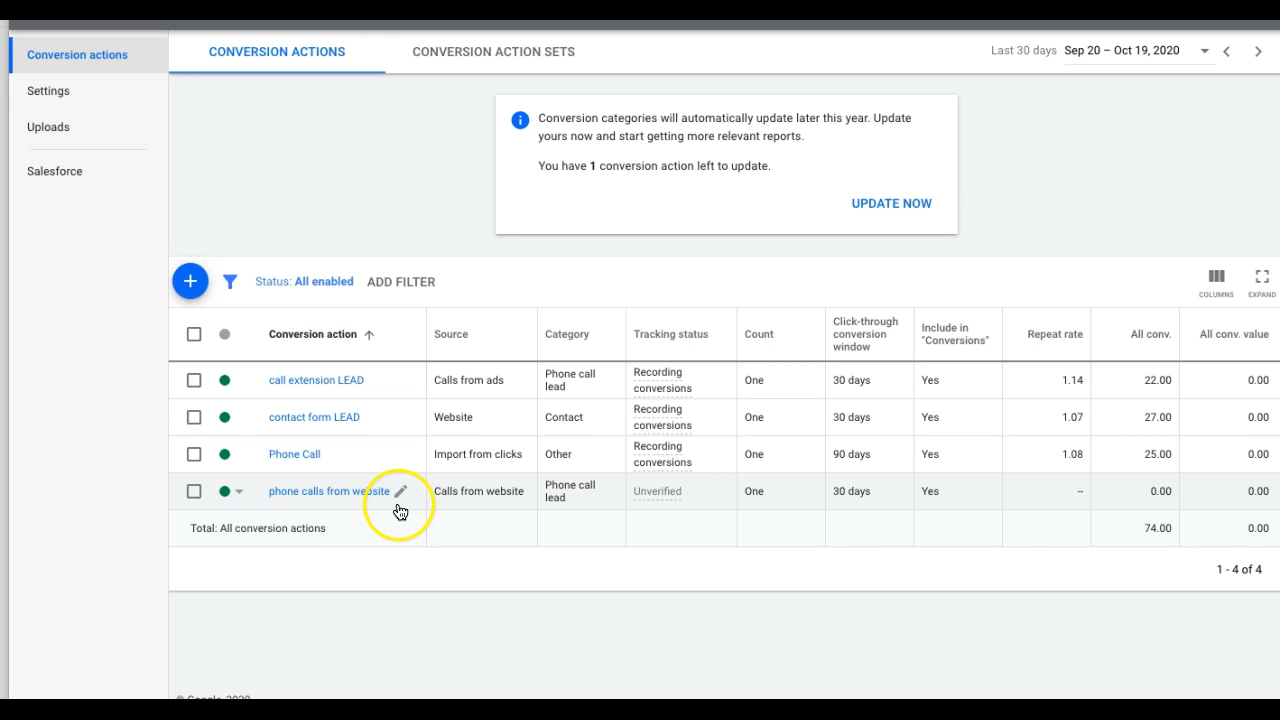 Conversion actions
Settings
Uploads
Salesforce
CONVERSION ACTIONS
CONVERSION ACTION SETS
Last 30 days Sep 20 – Oct 19, 2020
Conversion categories will automatically update later this year. Update
yours now and start getting more relevant reports.
You have 1 conversion action left to update.
UPDATE NOW
Status: All enabled ADD FILTER
COLUMNS EXPAND
Conversion action Source Category Tracking status Count Click-through conversion window Include in "Conversions" Repeat rate All conv. All conv. value
call extension LEAD Calls from ads Phone call lead Recording conversions One 30 days Yes 1.14 22.00 0.00
contact form LEAD Website Contact Recording conversions One 30 days Yes 1.07 27.00 0.00
Phone Call Import from clicks Other Recording conversions One 90 days Yes 1.08 25.00 0.00
phone calls from website Calls from website Phone call lead Unverified One 30 days Yes – 0.00 0.00
Total: All conversion actions 74.00 0.00
1 - 4 of 4
© Google, 2020